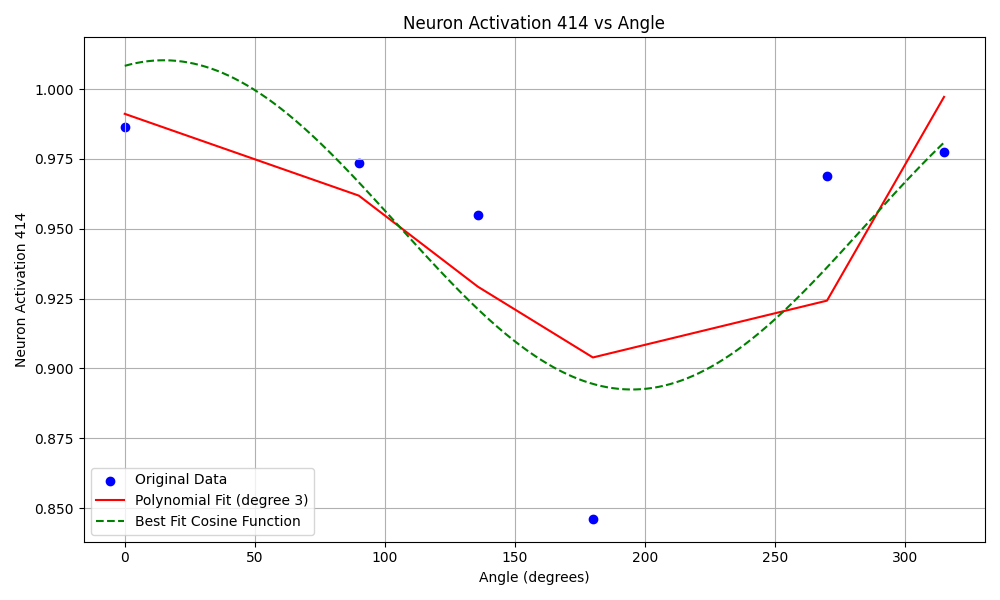 Neuron Activation 414 vs Angle
Neuron Activation 414
1.000
0.975
0.950
0.925
0.900
0.875
0.850
Original Data
Polynomial Fit (degree 3)
Best Fit Cosine Function
0 50 100 150 200 250 300
Angle (degrees)